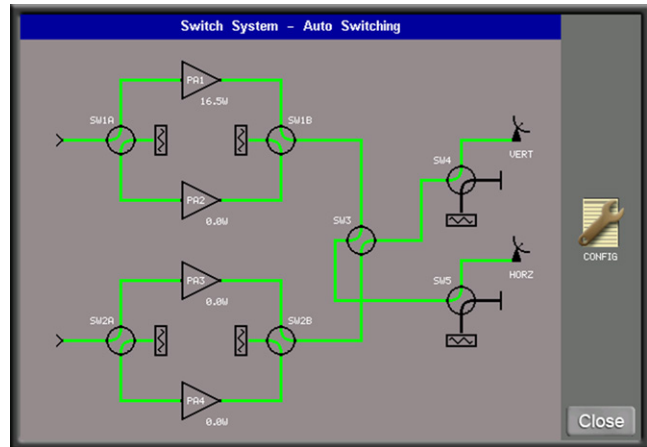 Switch System - Auto Switching
PA1
16.5W
SW1A
SW1B
PA2
0.0W
SW4
VERT
SW3
PA3
0.0W
SW2A
SW2B
PA4
0.0W
SW5
HORZ
CONFIG
Close